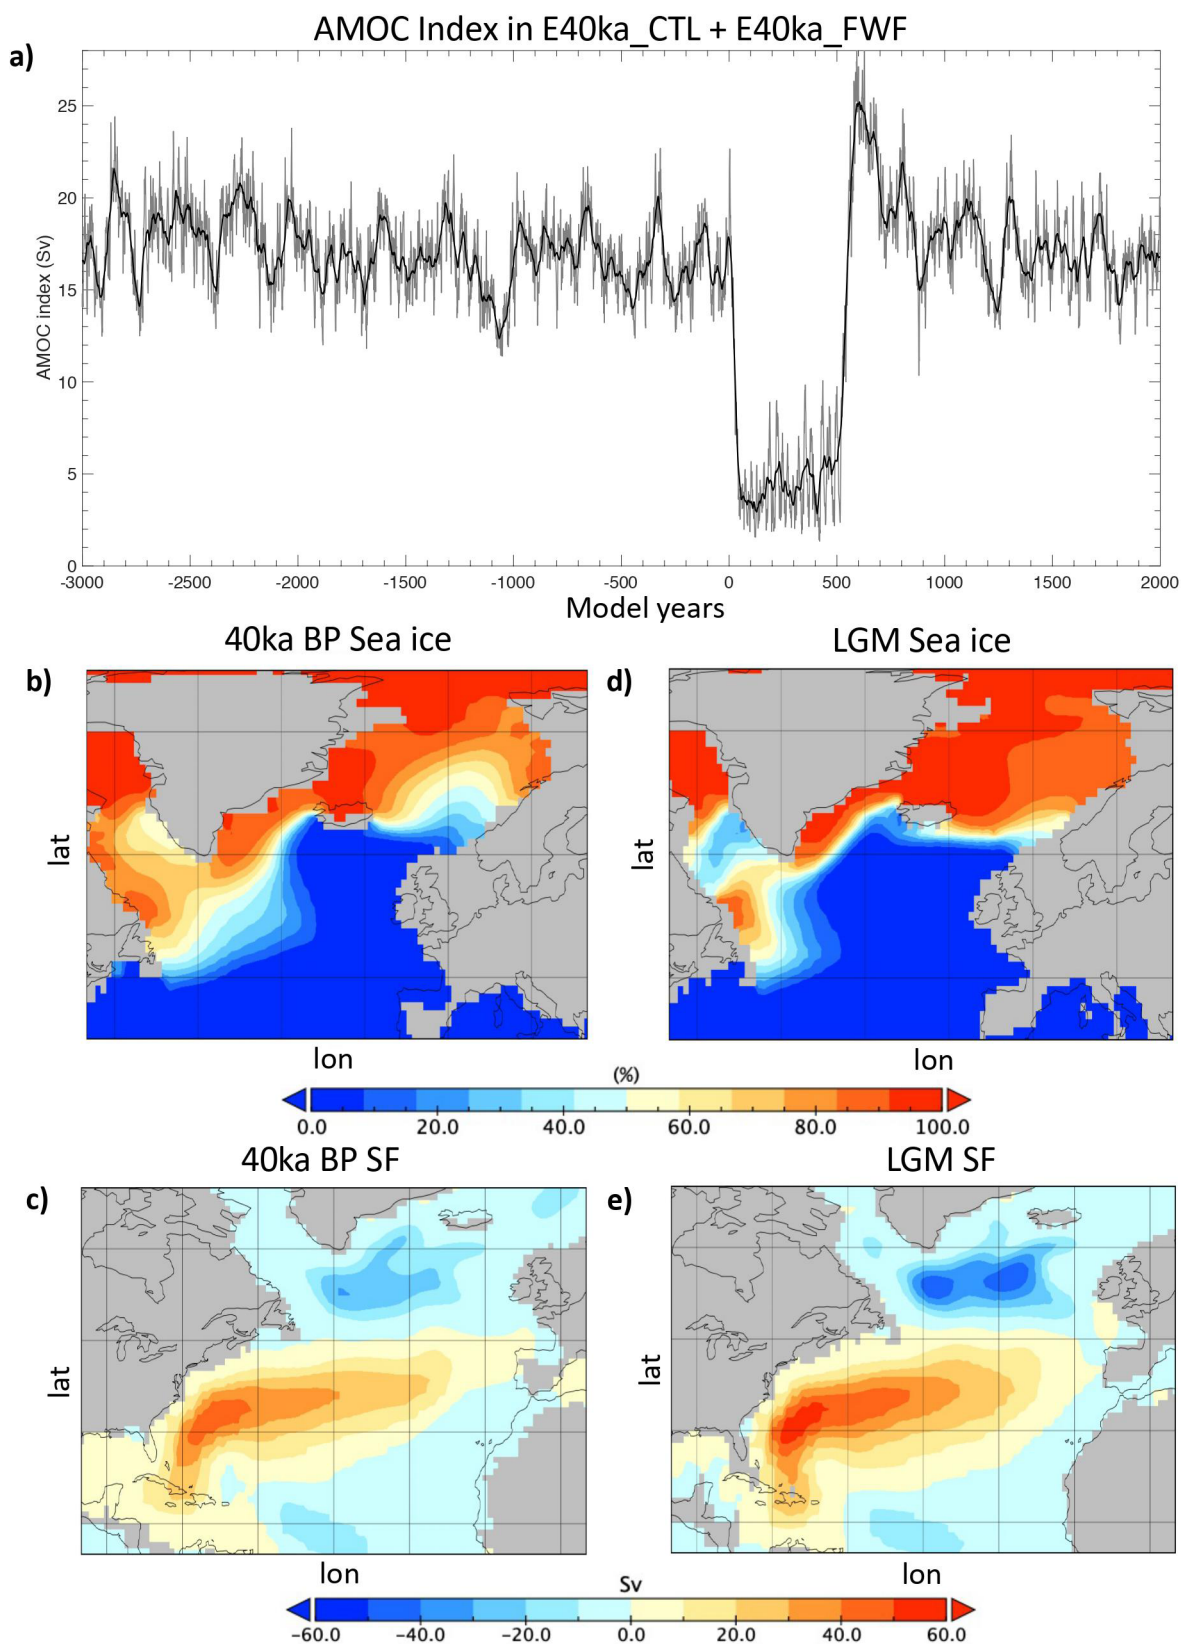 AMOC Index in E40ka_CTL + E40ka_FWF
a)
25
20
15
10
5
0
AMOC index (Sv)
-3000 -2500 -2000 -1500 -1000 -500 0 500 1000 1500 2000
Model years
40ka BP Sea ice LGM Sea ice
b) d)
lat lat
lon lon
(%)
0.0 20.0 40.0 60.0 80.0 100.0
40ka BP SF LGM SF
c) e)
lat lat
lon lon
Sv
-60.0 -40.0 -20.0 0.0 20.0 40.0 60.0